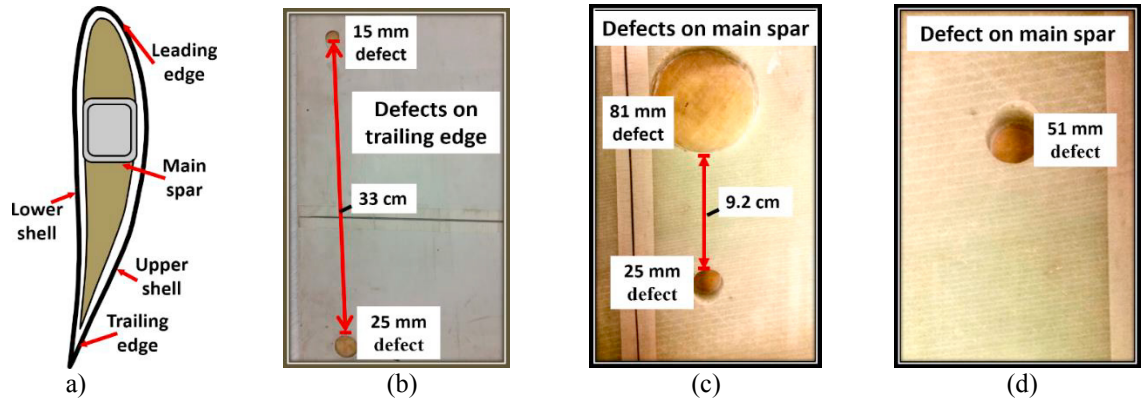 Leading
edge
Main
spar
Lower
shell
Upper
shell
Trailing
edge
a)
15 mm
defect
Defects on
trailing edge
33 cm
25 mm
defect
(b)
Defects on main spar
81 mm
defect
9.2 cm
25 mm
defect
(c)
Defect on main spar
51 mm
defect
(d)